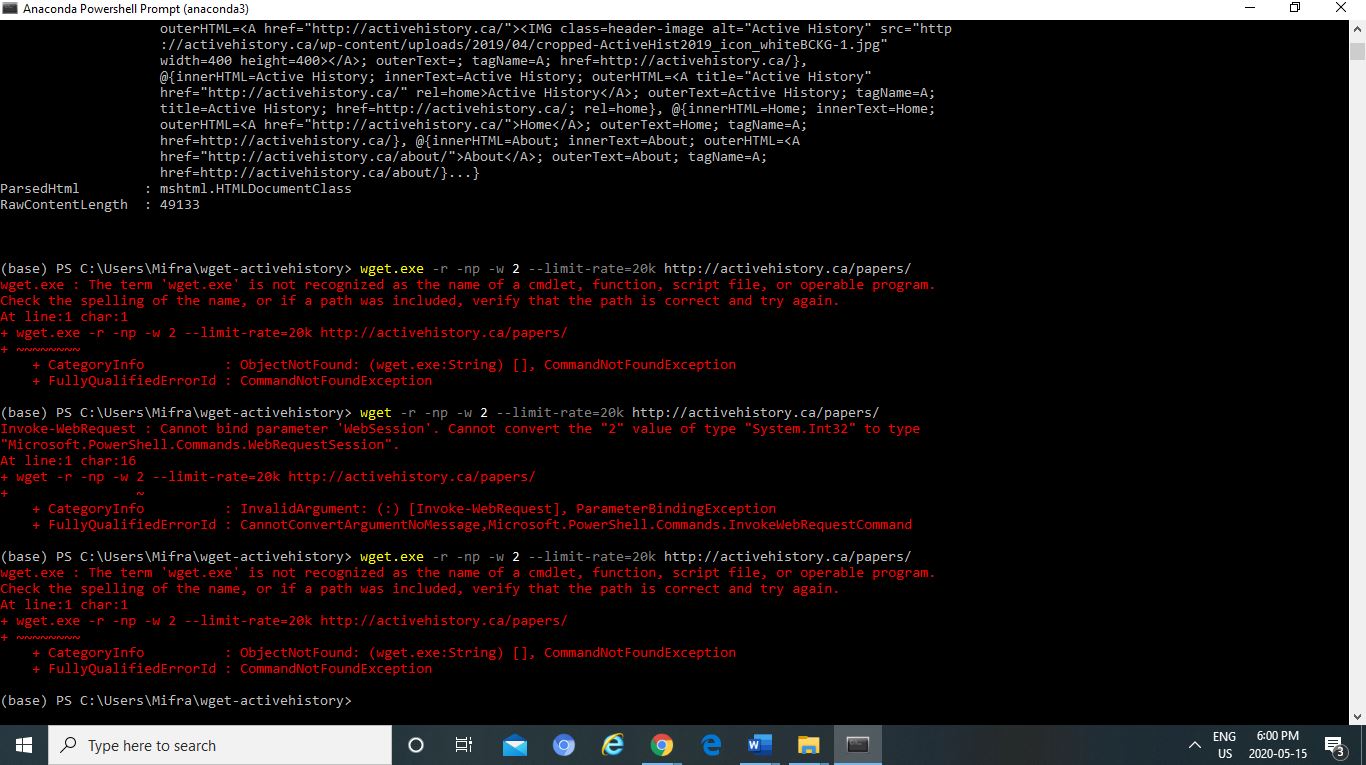 Anaconda Powershell Prompt (anaconda3)
outerHTML=<A href="http://activehistory.ca/"><IMG class=header-image alt="Active History" src="http
://activehistory.ca/wp-content/uploads/2019/04/cropped-ActiveHist2019_icon_whiteBCKG-1.jpg"
width=400 height=400></A>; outerText=; tagName=A; href=http://activehistory.ca/},
@{innerHTML=Active History; innerText=Active History; outerHTML=<A title="Active History"
href="http://activehistory.ca/" rel=home>Active History</A>; outerText=Active History; tagName=A;
title=Active History; href=http://activehistory.ca/; rel=home}, @{innerHTML=Home; innerText=Home;
outerHTML=<A href="http://activehistory.ca/">Home</A>; outerText=Home; tagName=A;
href=http://activehistory.ca/}, @{innerHTML=About; innerText=About; outerHTML=<A
href="http://activehistory.ca/about/">About</A>; outerText=About; tagName=A;
href=http://activehistory.ca/about/}...}
ParsedHtml : mshtml.HTMLDocumentClass
RawContentLength : 49133
(base) PS C:\Users\Mifra\wget-activehistory> wget.exe -r -np -w 2 --limit-rate=20k http://activehistory.ca/papers/
wget.exe : The term 'wget.exe' is not recognized as the name of a cmdlet, function, script file, or operable program.
Check the spelling of the name, or if a path was included, verify that the path is correct and try again.
At line:1 char:1
+ wget.exe -r -np -w 2 --limit-rate=20k http://activehistory.ca/papers/
+ ~~~~~~~~
+ CategoryInfo : ObjectNotFound: (wget.exe:String) [], CommandNotFoundException
+ FullyQualifiedErrorId : CommandNotFoundException
(base) PS C:\Users\Mifra\wget-activehistory> wget -r -np -w 2 --limit-rate=20k http://activehistory.ca/papers/
Invoke-WebRequest : Cannot bind parameter 'WebSession'. Cannot convert the "2" value of type "System.Int32" to type
"Microsoft.PowerShell.Commands.WebRequestSession".
At line:1 char:16
+ wget -r -np -w 2 --limit-rate=20k http://activehistory.ca/papers/
+ ~
+ CategoryInfo : InvalidArgument: (:) [Invoke-WebRequest], ParameterBindingException
+ FullyQualifiedErrorId : CannotConvertArgumentNoMessage,Microsoft.PowerShell.Commands.InvokeWebRequestCommand
(base) PS C:\Users\Mifra\wget-activehistory> wget.exe -r -np -w 2 --limit-rate=20k http://activehistory.ca/papers/
wget.exe : The term 'wget.exe' is not recognized as the name of a cmdlet, function, script file, or operable program.
Check the spelling of the name, or if a path was included, verify that the path is correct and try again.
At line:1 char:1
+ wget.exe -r -np -w 2 --limit-rate=20k http://activehistory.ca/papers/
+ ~~~~~~~~
+ CategoryInfo : ObjectNotFound: (wget.exe:String) [], CommandNotFoundException
+ FullyQualifiedErrorId : CommandNotFoundException
(base) PS C:\Users\Mifra\wget-activehistory>
Type here to search
ENG
US
6:00 PM
2020-05-15
3